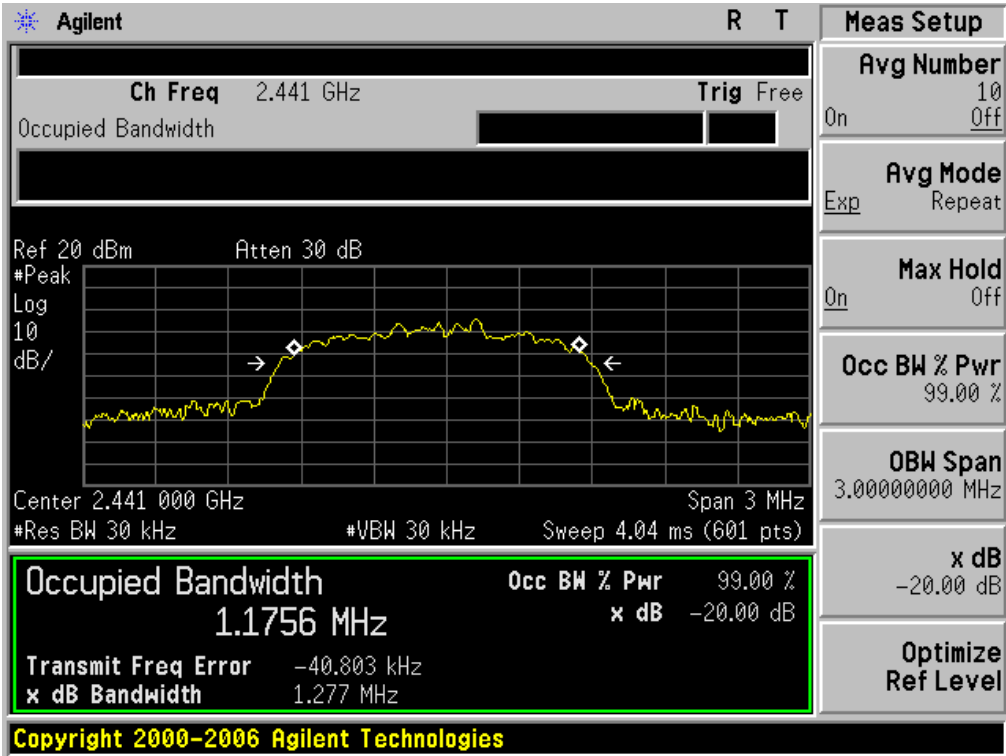 Agilent R T
Ch Freq 2.441 GHz Trig Free
Occupied Bandwidth
Ref 20 dBm Atten 30 dB
#Peak
Log
10
dB/
Center 2.441 000 GHz Span 3 MHz
#Res BW 30 kHz #VBW 30 kHz Sweep 4.04 ms (601 pts)
Occupied Bandwidth
1.1756 MHz
Occ BW % Pwr 99.00 %
x dB -20.00 dB
Transmit Freq Error -40.803 kHz
x dB Bandwidth 1.277 MHz
Copyright 2000-2006 Agilent Technologies
Meas Setup
Avg Number
10
On Off
Avg Mode
Exp Repeat
Max Hold
On Off
Occ BW % Pwr
99.00 %
OBW Span
3.00000000 MHz
x dB
-20.00 dB
Optimize
Ref Level